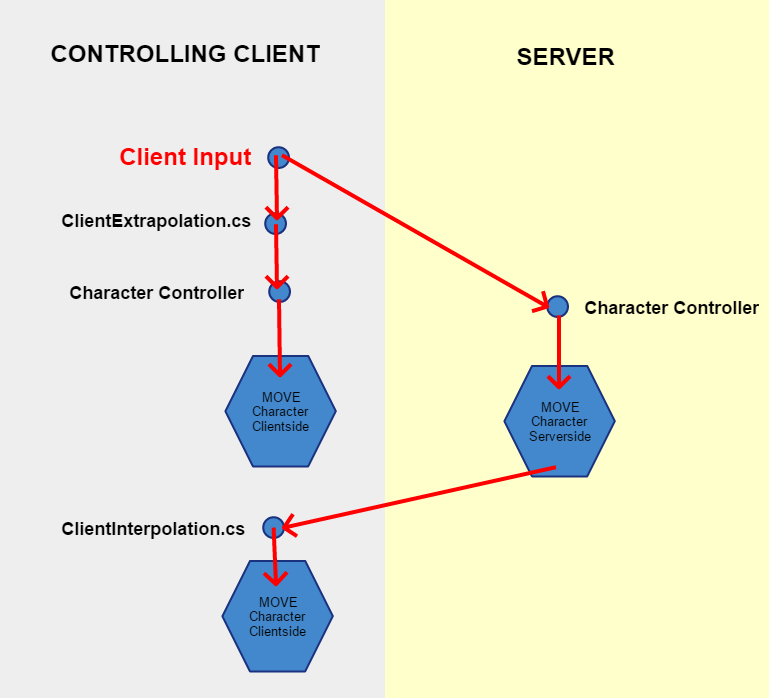 CONTROLLING CLIENT
SERVER
Client Input
ClientExtrapolation.cs
Character Controller
Character Controller
MOVE
Character
Clientside
MOVE
Character
Serverside
ClientInterpolation.cs
MOVE
Character
Clientside